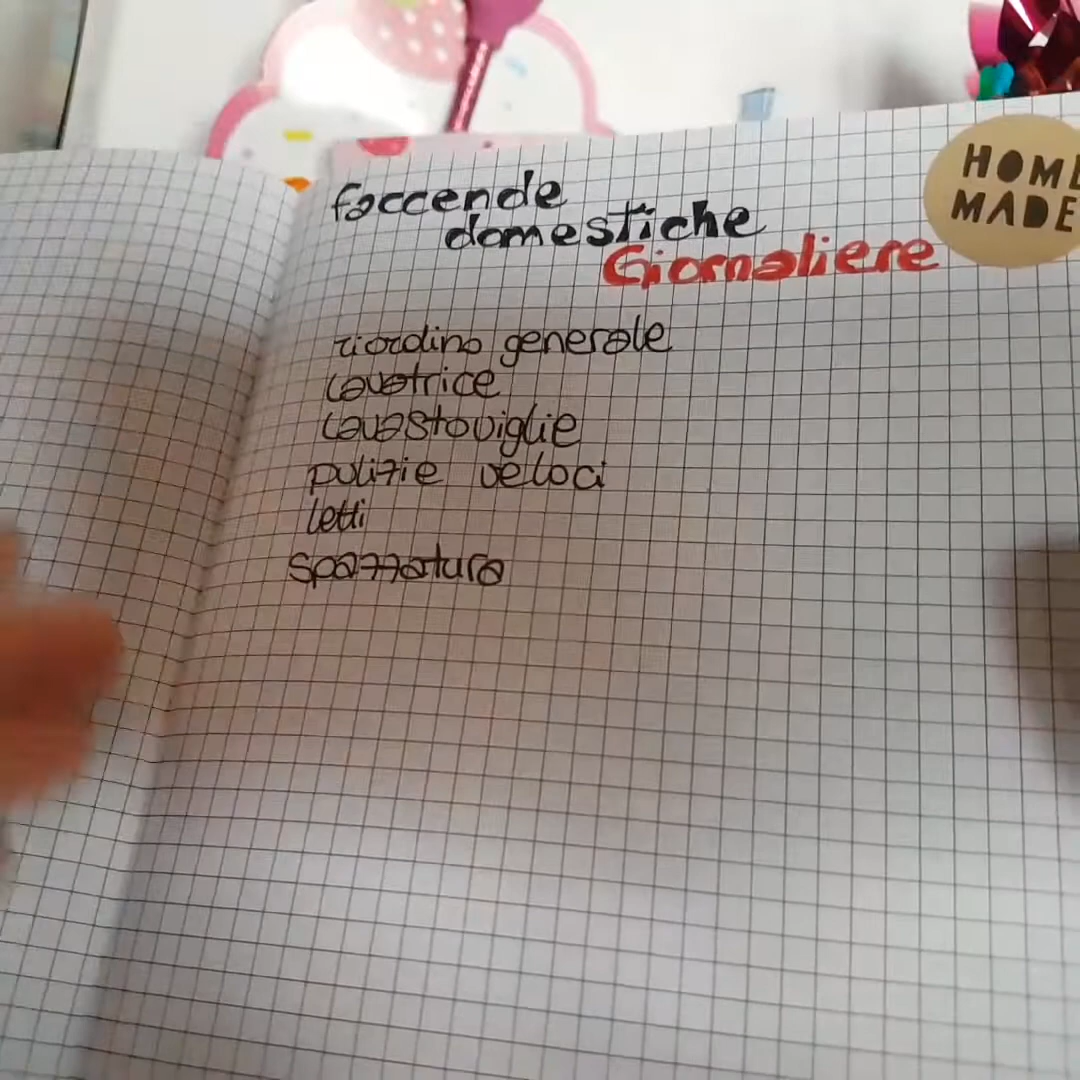 faccende
domestiche
Giornaliere
HOME
MADE
riordino generale
lavatrice
lavastoviglie
pulizie veloci
letti
spazzatura